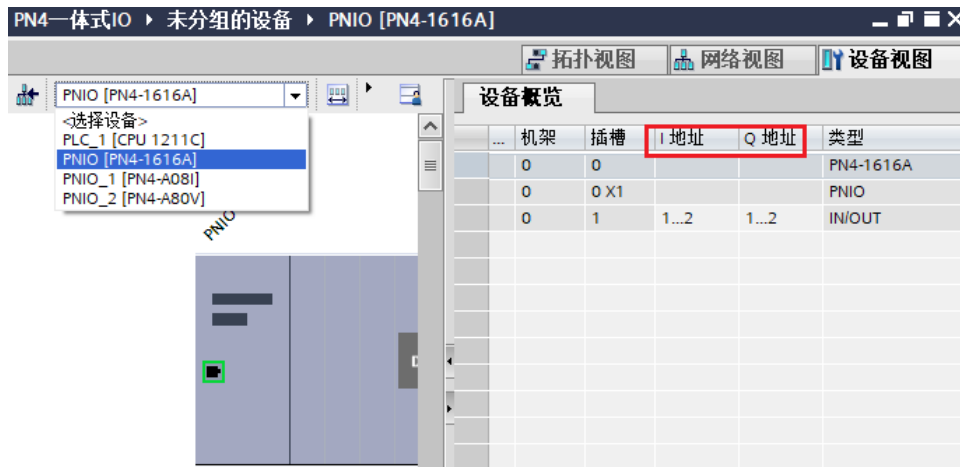 PN4一体式IO ▸ 未分组的设备 ▸ PNIO [PN4-1616A]
拓扑视图 网络视图 设备视图
PNIO [PN4-1616A]
<选择设备>
PLC_1 [CPU 1211C]
PNIO [PN4-1616A]
PNIO_1 [PN4-A08I]
PNIO_2 [PN4-A80V]
PNIO
设备概览
... 机架 插槽 I 地址 Q 地址 类型
0 0 PN4-1616A
0 0 X1 PNIO
0 1 1...2 1...2 IN/OUT